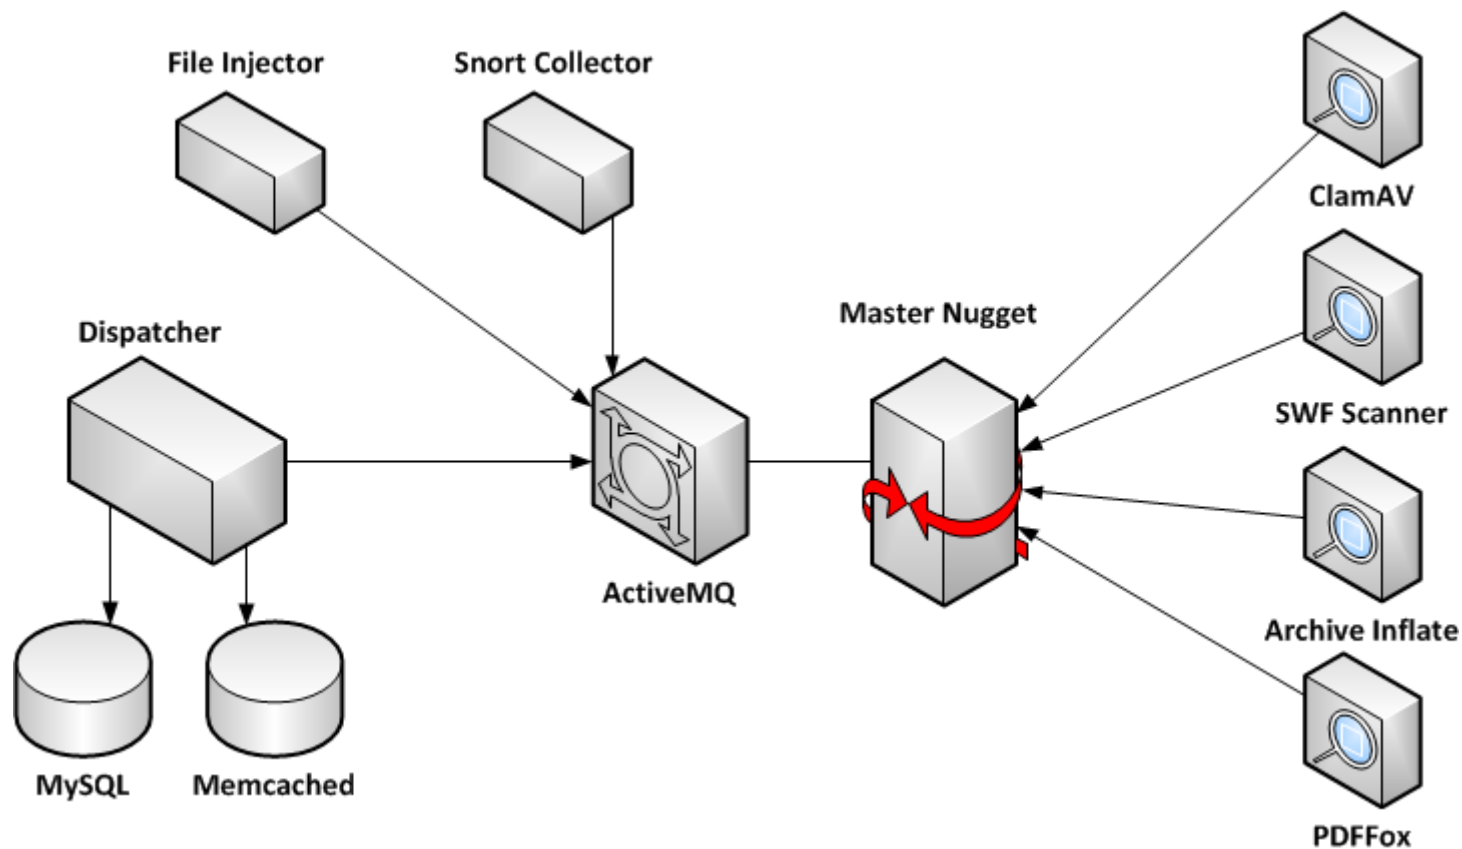 File Injector
Snort Collector
ClamAV
Dispatcher
Master Nugget
SWF Scanner
ActiveMQ
Archive Inflate
MySQL
Memcached
PDFFox